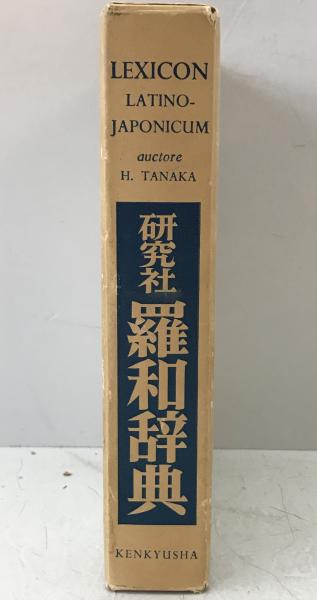 LEXICON
LATINO-
JAPONICUM
auctore
H. TANAKA
研究社
羅和辞典
KENKYUSHA